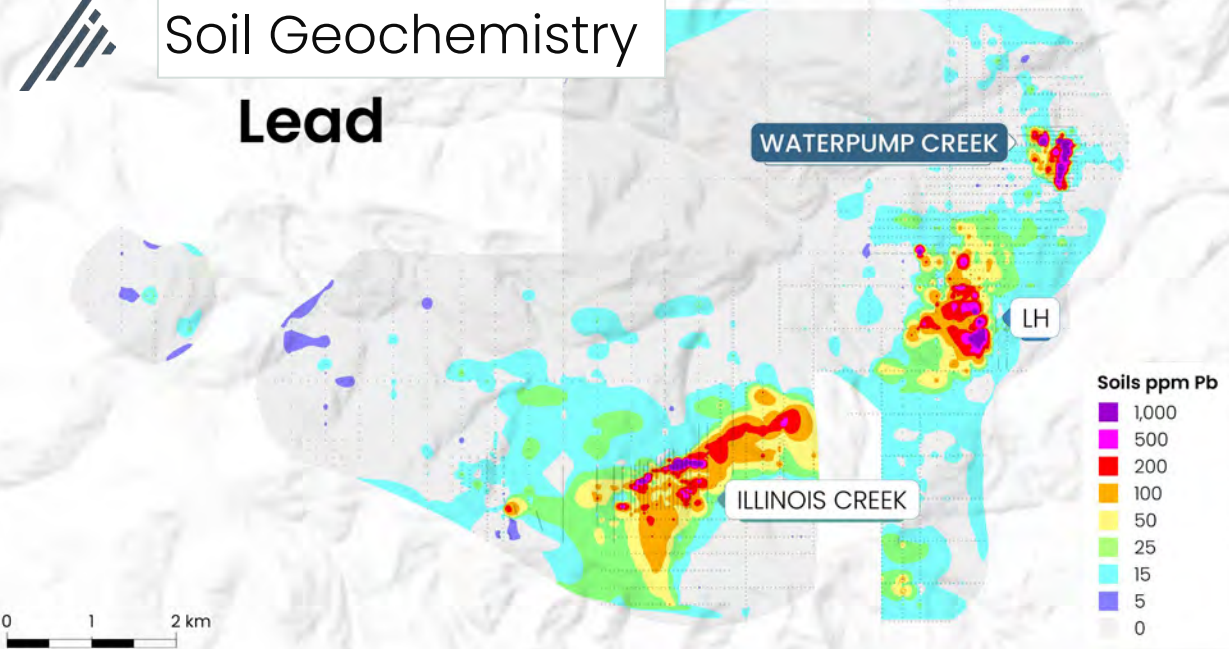 Soil Geochemistry
Lead
WATERPUMP CREEK
LH
ILLINOIS CREEK
Soils ppm Pb
1,000
500
200
100
50
25
15
5
0
0 1 2 km